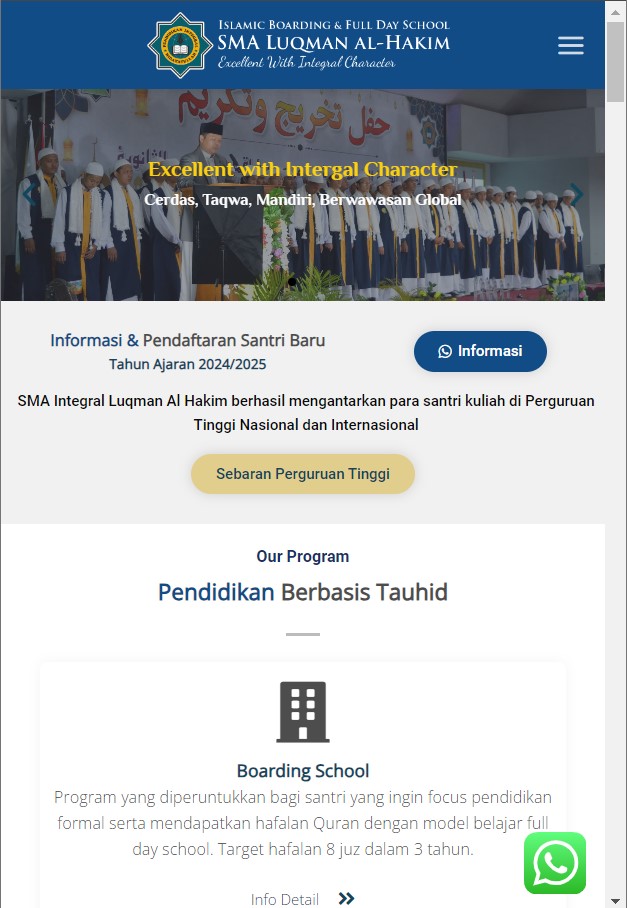 ISLAMIC BOARDING & FULL DAY SCHOOL
SMA LUQMAN AL-HAKIM
Excellent With Integral Character
حفل تخريج وتكريم
Excellent with Intergal Character
Cerdas, Taqwa, Mandiri, Berwawasan Global
Informasi & Pendaftaran Santri Baru
Tahun Ajaran 2024/2025
Informasi
SMA Integral Luqman Al Hakim berhasil mengantarkan para santri kuliah di Perguruan
Tinggi Nasional dan Internasional
Sebaran Perguruan Tinggi
Our Program
Pendidikan Berbasis Tauhid
Boarding School
Program yang diperuntukkan bagi santri yang ingin focus pendidikan
formal serta mendapatkan hafalan Quran dengan model belajar full
day school. Target hafalan 8 juz dalam 3 tahun.
Info Detail